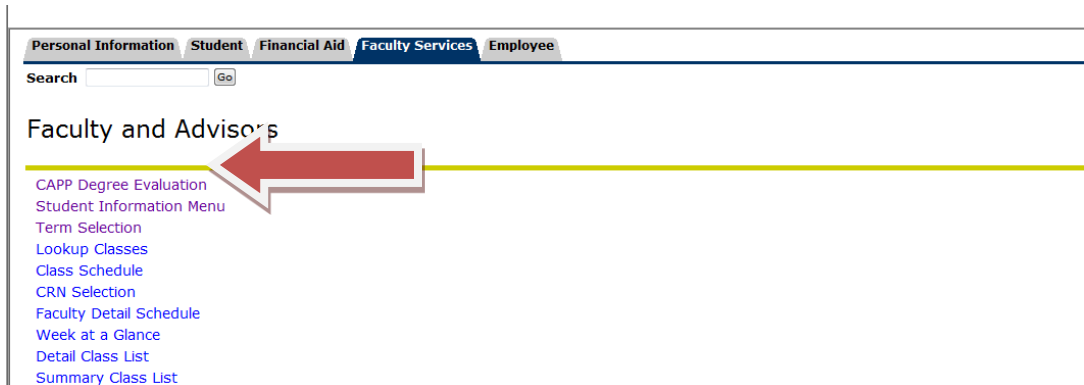 Personal Information Student Financial Aid Faculty Services Employee
Search Go
Faculty and Advisors
CAPP Degree Evaluation
Student Information Menu
Term Selection
Lookup Classes
Class Schedule
CRN Selection
Faculty Detail Schedule
Week at a Glance
Detail Class List
Summary Class List